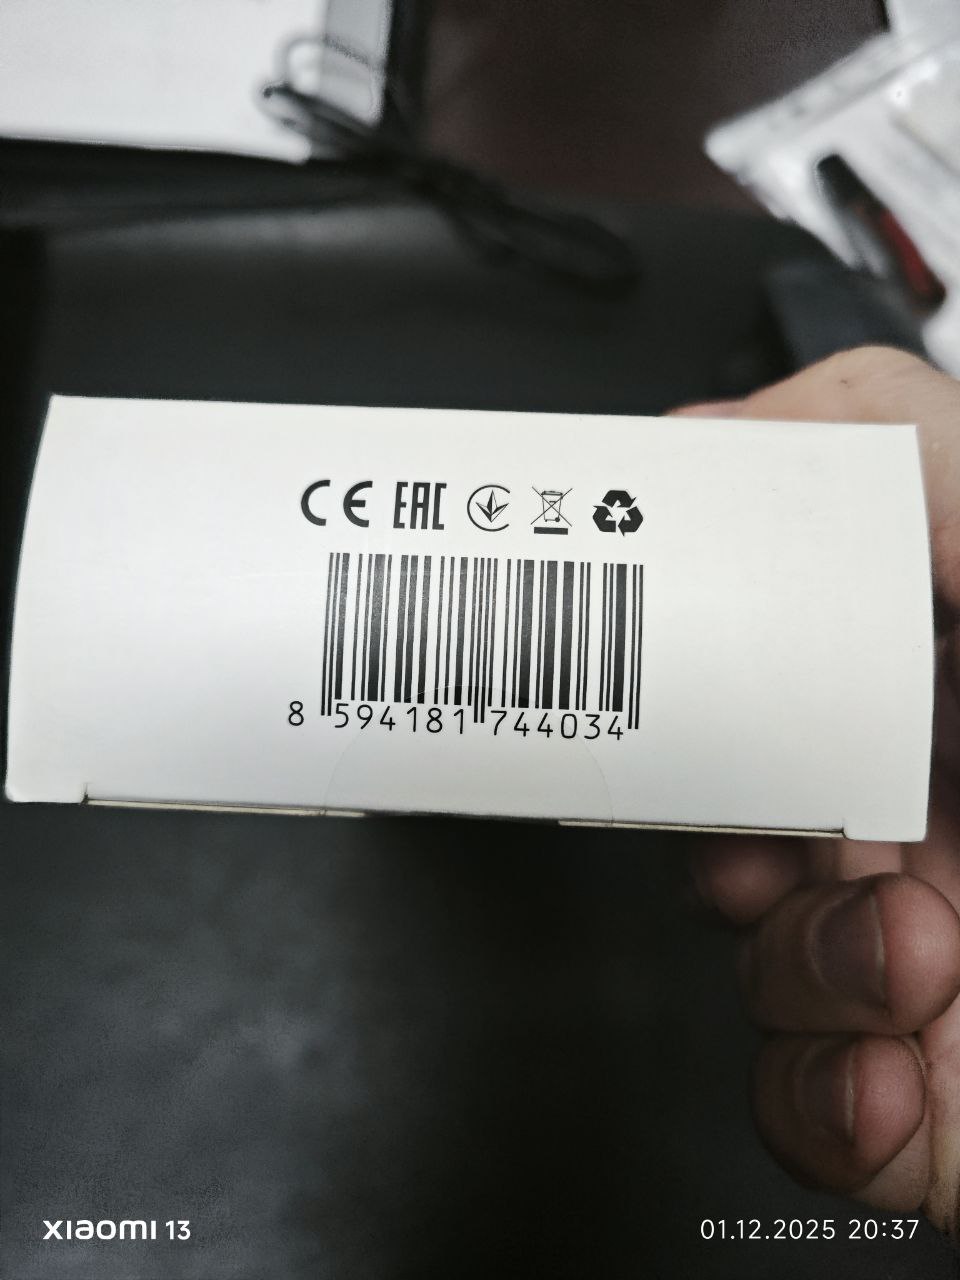 CE EAC
8 594181 744034
XIAOMI 13
01.12.2025 20:37